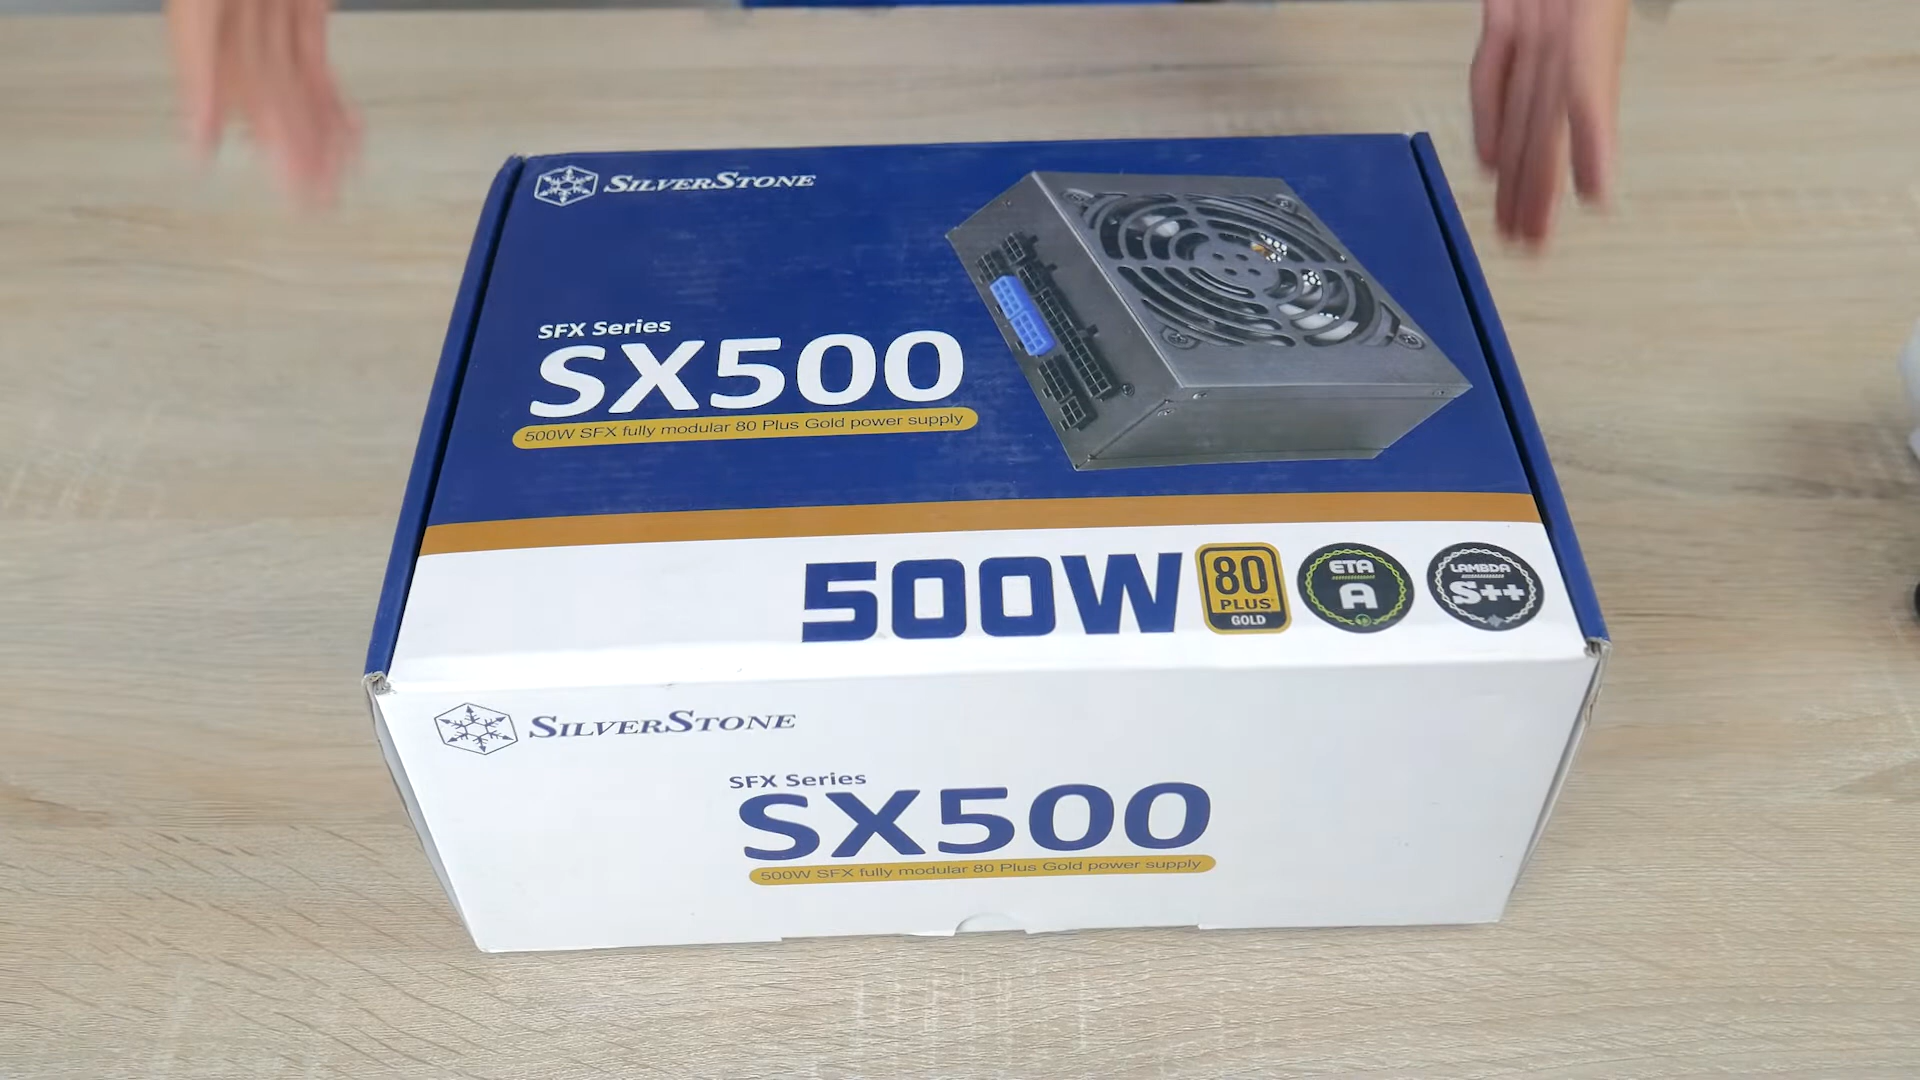 SILVERSTONE
SFX Series
SX500
500W SFX fully modular 80 Plus Gold power supply
500W
80
PLUS
GOLD
ETA
A
LAMBDA
S++
SILVERSTONE
SFX Series
SX500
500W SFX fully modular 80 Plus Gold power supply